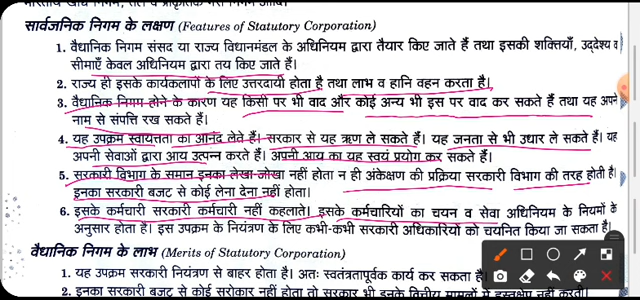 सार्वजनिक निगम के लक्षण (Features of Statutory Corporation)
1. वैधानिक निगम संसद या राज्य विधानमंडल के अधिनियम द्वारा तैयार किए जाते हैं तथा इसकी शक्तियाँ, उद्देश्य व
सीमाएँ केवल अधिनियम द्वारा तय किए जाते हैं।
2. राज्य ही इसके कार्यकलापों के लिए उत्तरदायी होता है तथा लाभ व हानि वहन करता है।
3. वैधानिक निगम होने के कारण यह किसी पर भी वाद और कोई अन्य भी इस पर वाद कर सकते हैं तथा यह अपने
नाम से संपत्ति रख सकते हैं।
4. यह उपक्रम स्वायत्तता का आनंद लेते हैं। सरकार से यह ऋण ले सकते हैं। यह जनता से भी उधार ले सकते हैं। यह
अपनी सेवाओं द्वारा आय उत्पन्न करते हैं। अपनी आय का यह स्वयं प्रयोग कर सकते हैं।
5. सरकारी विभाग के समान इनका लेखा-जोखा नहीं होता न ही अंकेक्षण की प्रक्रिया सरकारी विभाग की तरह होती है।
इनका सरकारी बजट से कोई लेना देना नहीं होता।
6. इसके कर्मचारी सरकारी कर्मचारी नहीं कहलाते। इसके कर्मचारियों का चयन व सेवा अधिनियम के नियमों के
अनुसार होता है। इस उपक्रम के नियंत्रण के लिए कभी-कभी सरकारी अधिकारियों को चयनित किया जा सकता है।
वैधानिक निगम के लाभ (Merits of Statutory Corporation)
1. यह उपक्रम सरकारी नियंत्रण से बाहर होता है। अतः स्वतंत्रतापूर्वक कार्य कर सकता है।
2. इनका सरकारी बजट से कोई सरोकार नहीं होता तो सरकार भी इनके वित्तीय मामलों में हस्तक्षेप नहीं करती।